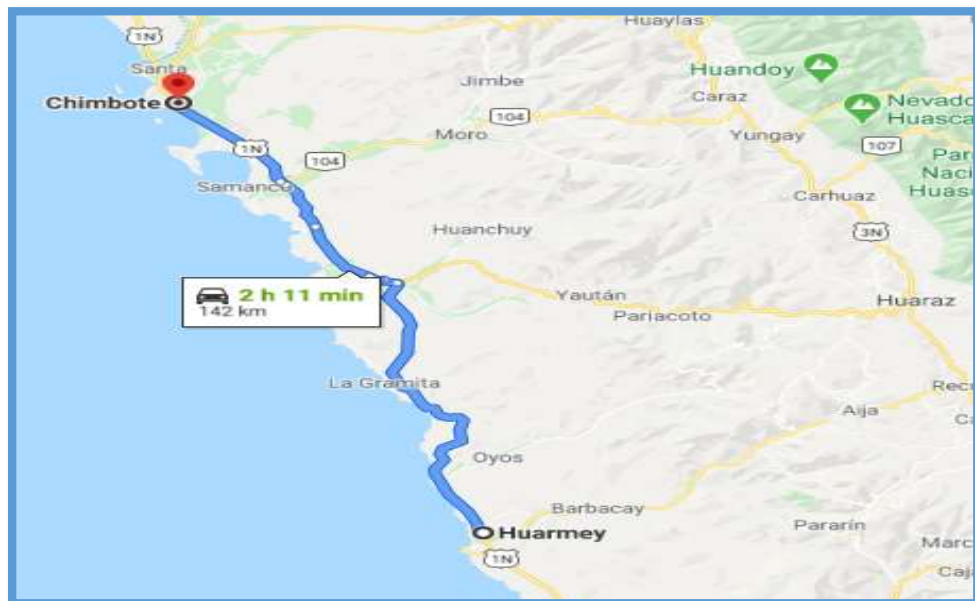 Huaylas
1N
Santa
Chimbote
Jimbe
Huandoy
Caraz
Nevado
Huasca
104
Moro
Yungay
1N
104
107
Par
Naci
Huas
Samanco
Carhuaz
Huanchuy
3N
2 h 11 min
142 km
Yaután
Pariacoto
Huaraz
La Gramita
Rec
Aija
C
Oyos
Barbacay
Huarmey
Pararín
1N
Marc
Caj